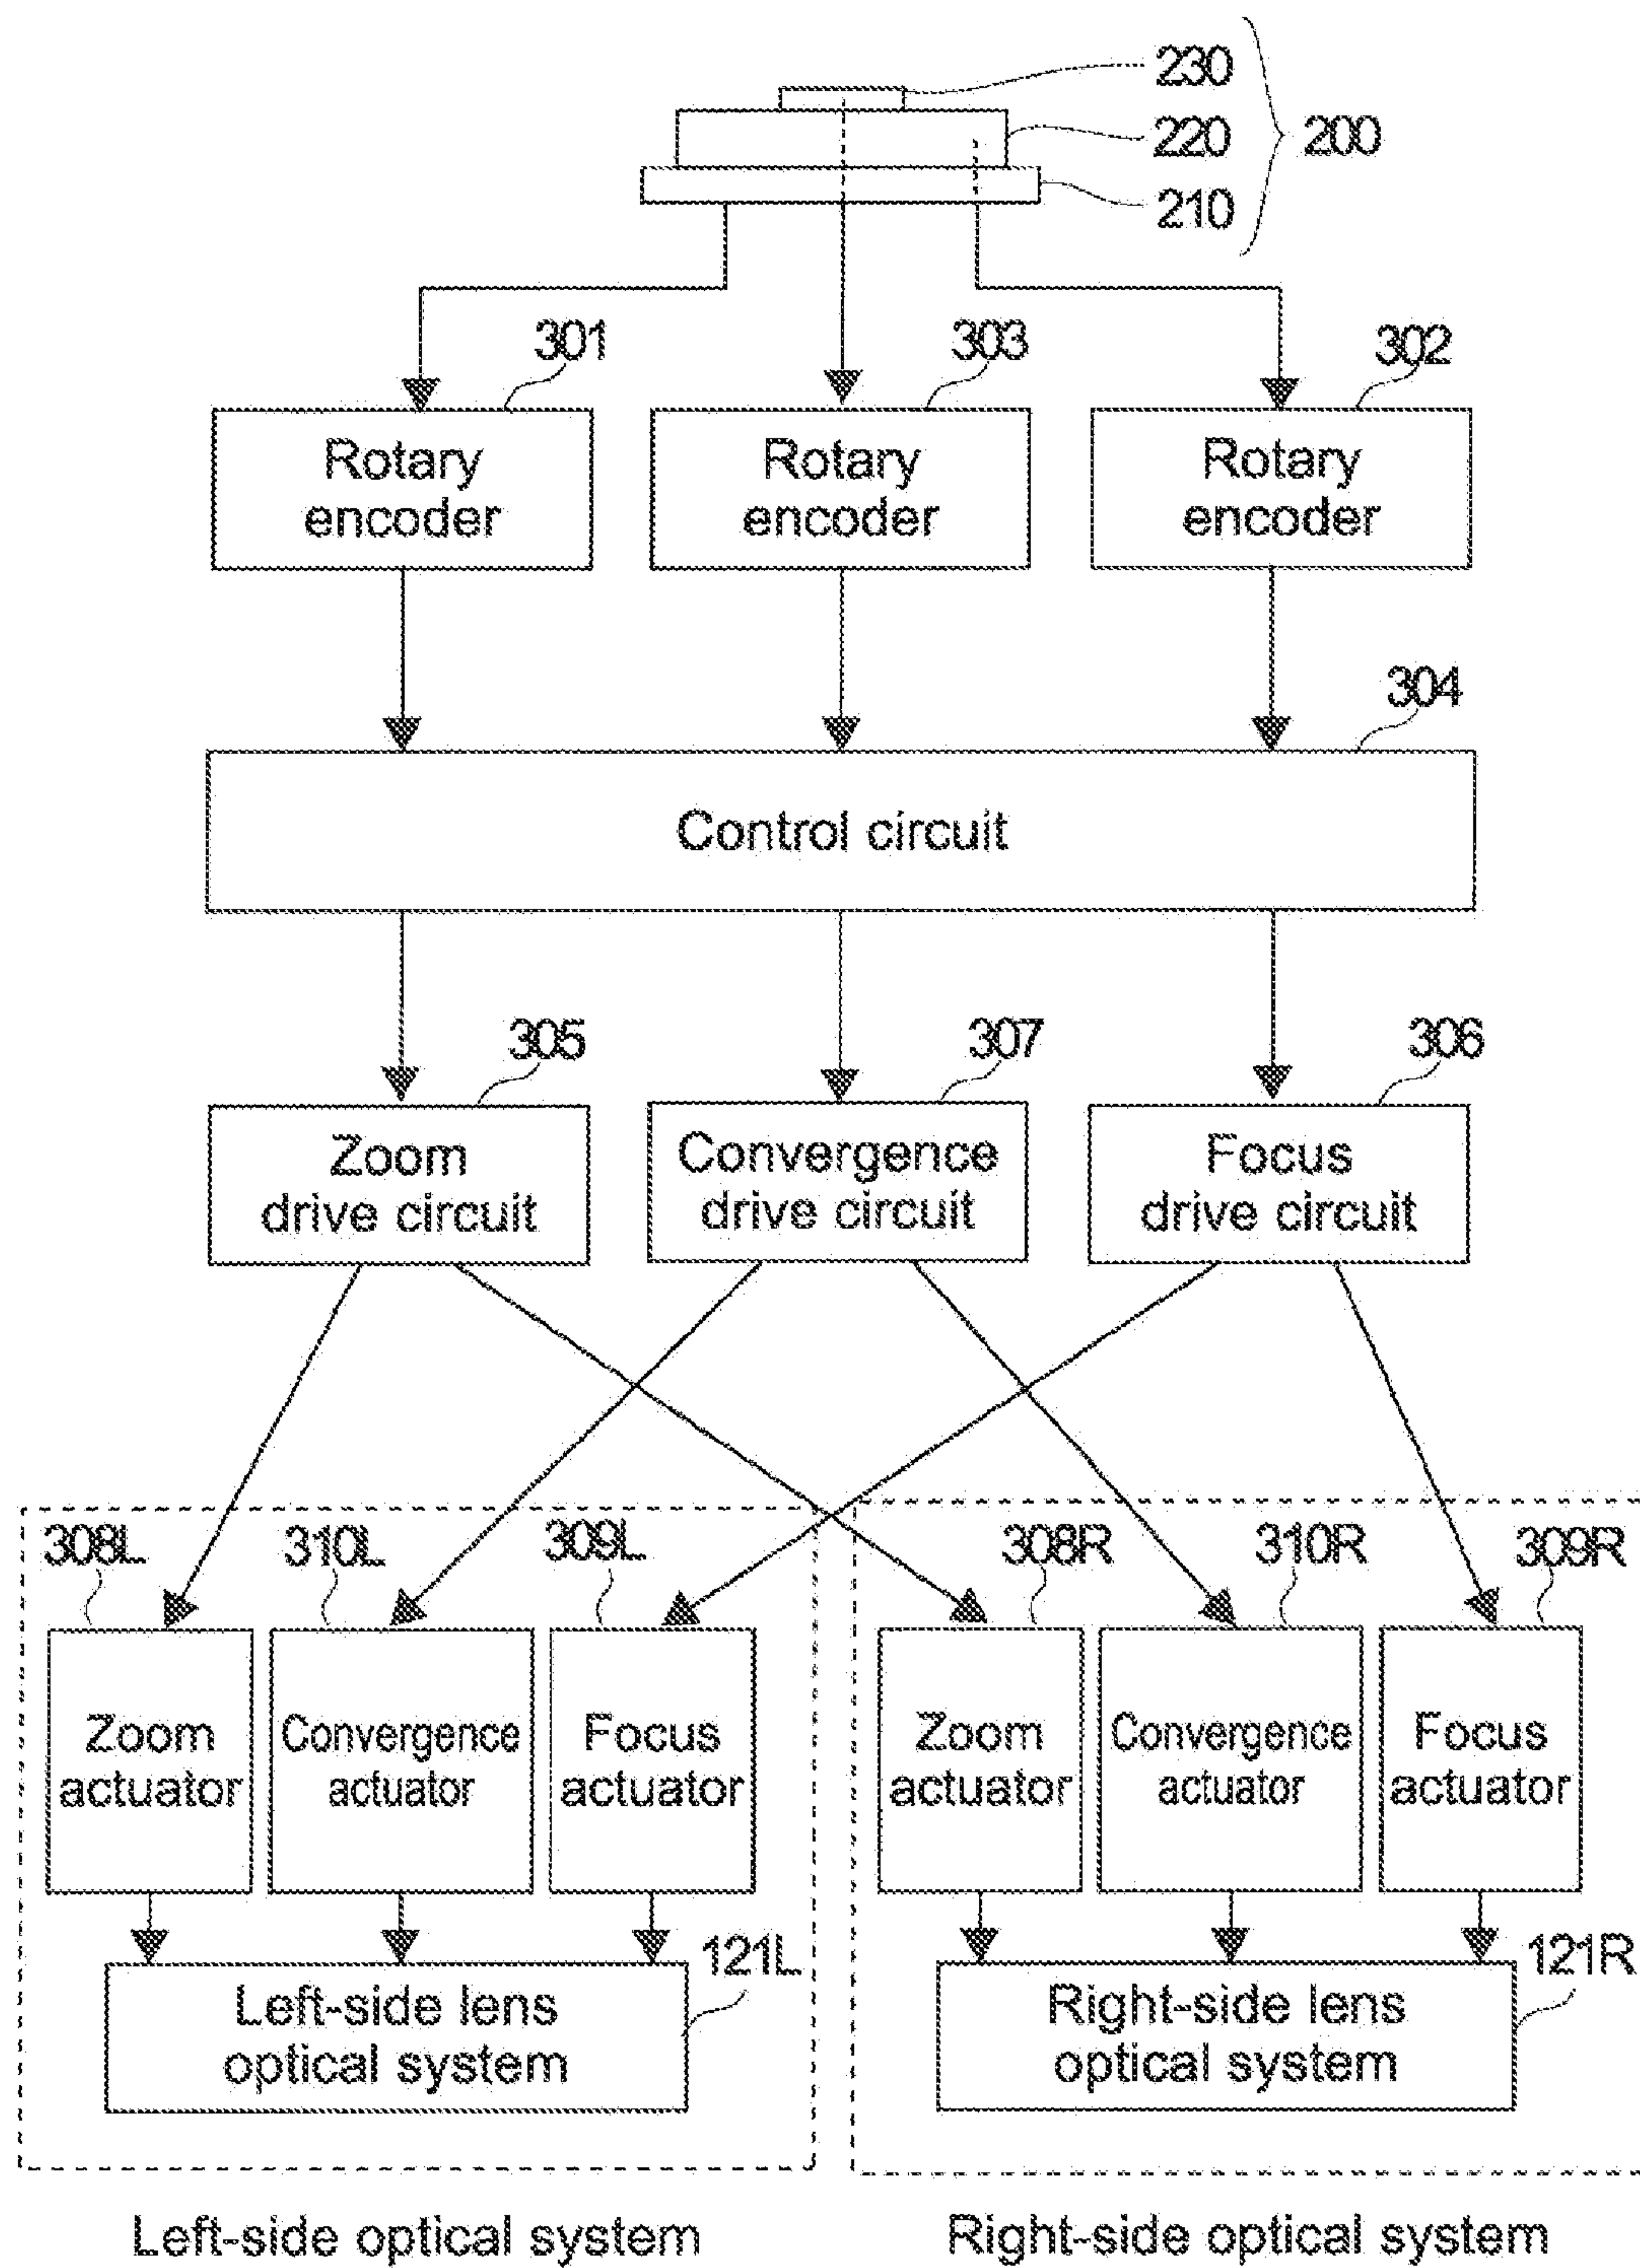 230
220
200
210
301
303
302
Rotary
encoder
Rotary
encoder
Rotary
encoder
304
Control circuit
305
307
306
Zoom
drive circuit
Convergence
drive circuit
Focus
drive circuit
308L
310L
309L
308R
310R
309R
Zoom
actuator
Convergence
actuator
Focus
actuator
Zoom
actuator
Convergence
actuator
Focus
actuator
121L
121R
Left-side lens
optical system
Right-side lens
optical system
Left-side optical system
Right-side optical system